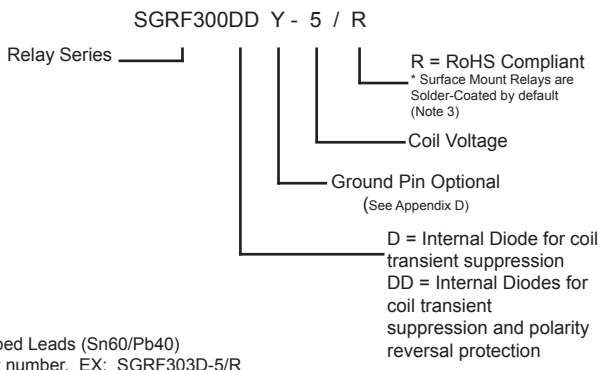 SGRF300DD Y - 5 / R
Relay Series
R = RoHS Compliant
* Surface Mount Relays are
Solder-Coated by default
(Note 3)
Coil Voltage
Ground Pin Optional
(See Appendix D)
D = Internal Diode for coil
transient suppression
DD = Internal Diodes for
coil transient
suppression and polarity
reversal protection
Leads (Sn60/Pb40)
number. EX: SGRF303D-5/R